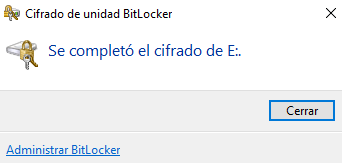 Cifrado de unidad BitLocker
Se completó el cifrado de E:.
Cerrar
Administrar BitLocker